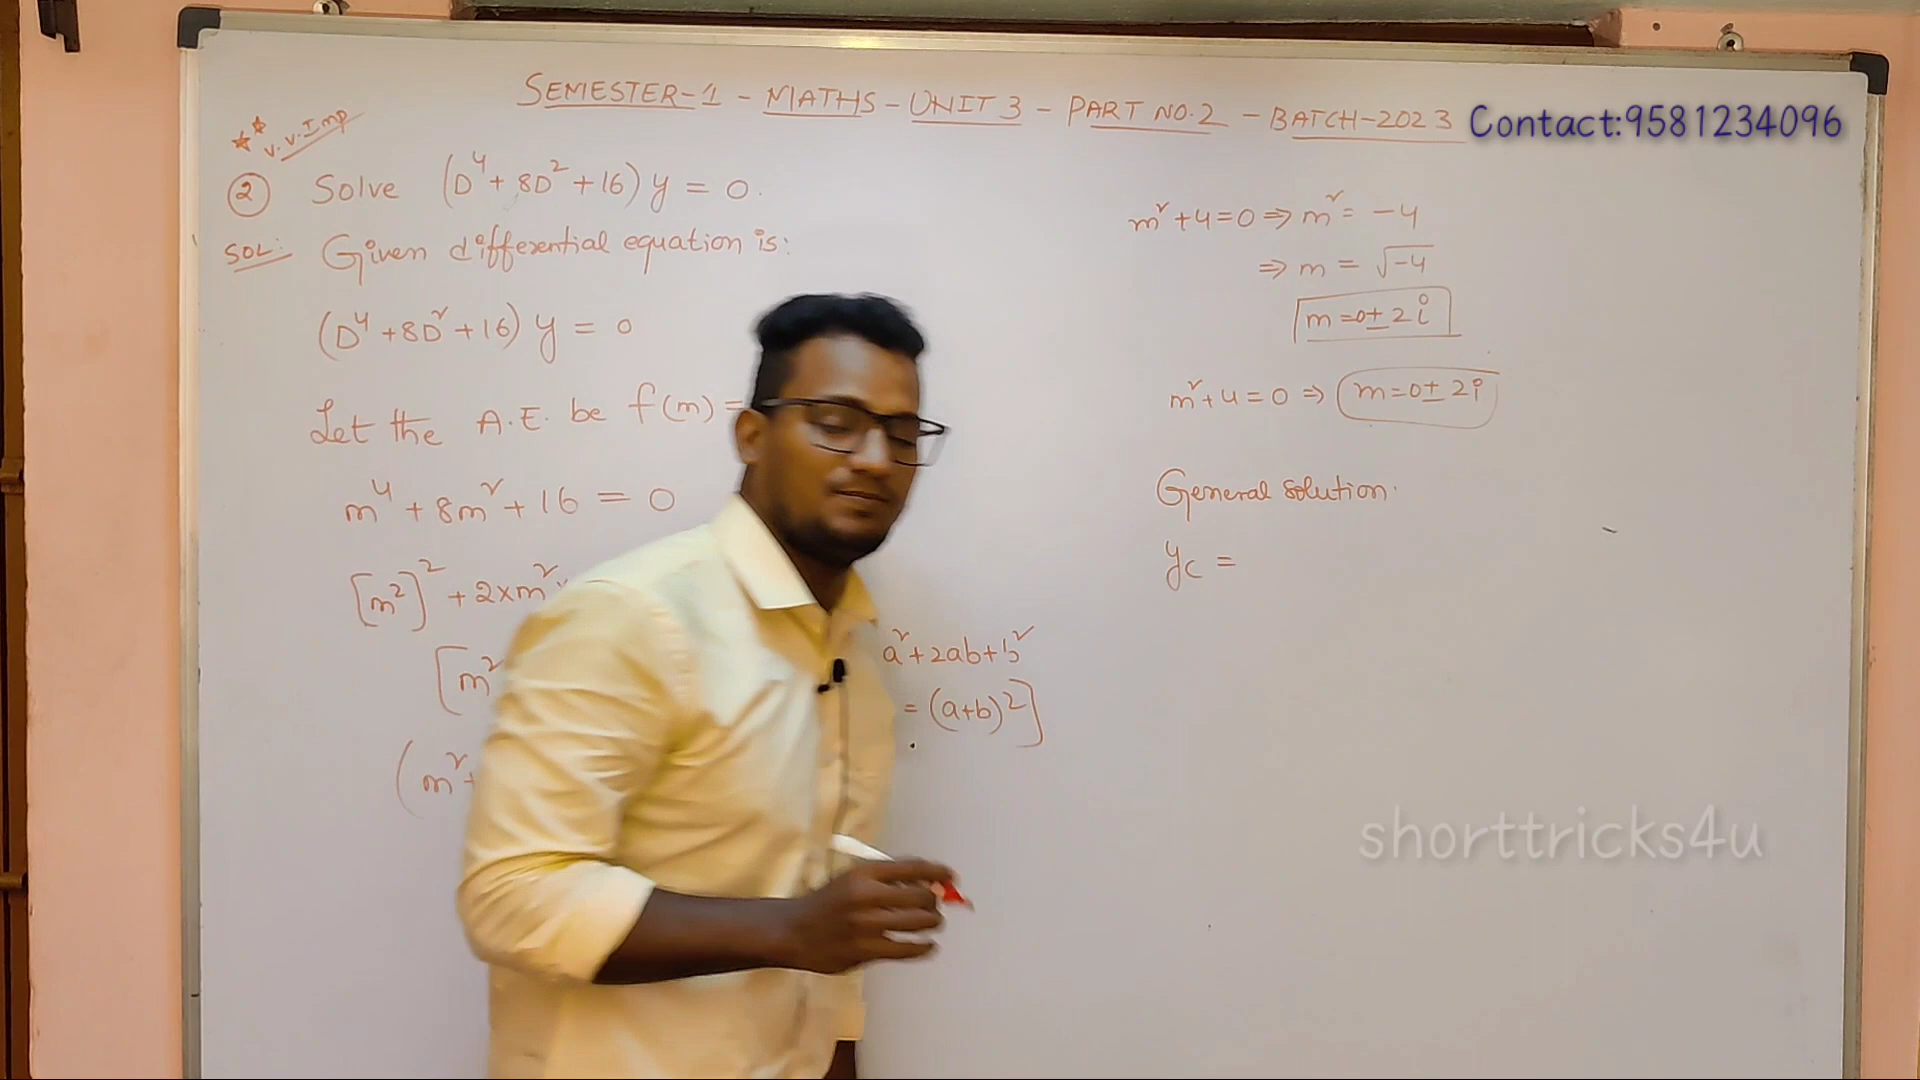 SEMESTER-1 - MATHS - UNIT 3 - PART NO.2 - BATCH-2023
Contact:9581234096
v.v.Imp
② Solve (D⁴ + 8D² + 16) y = 0.
SOL: Given differential equation is:
(D⁴ + 8D² + 16) y = 0
Let the A.E. be f(m) =
m⁴ + 8m² + 16 = 0
[m²]² + 2×m²
[m²
a² + 2ab + b²
= (a+b)²]
(m² +
m² + 4 = 0 ⇒ m² = -4
⇒ m = √-4
m = 0 ± 2i
m² + 4 = 0 ⇒ m = 0 ± 2i
General solution.
yc =
shorttricks4u